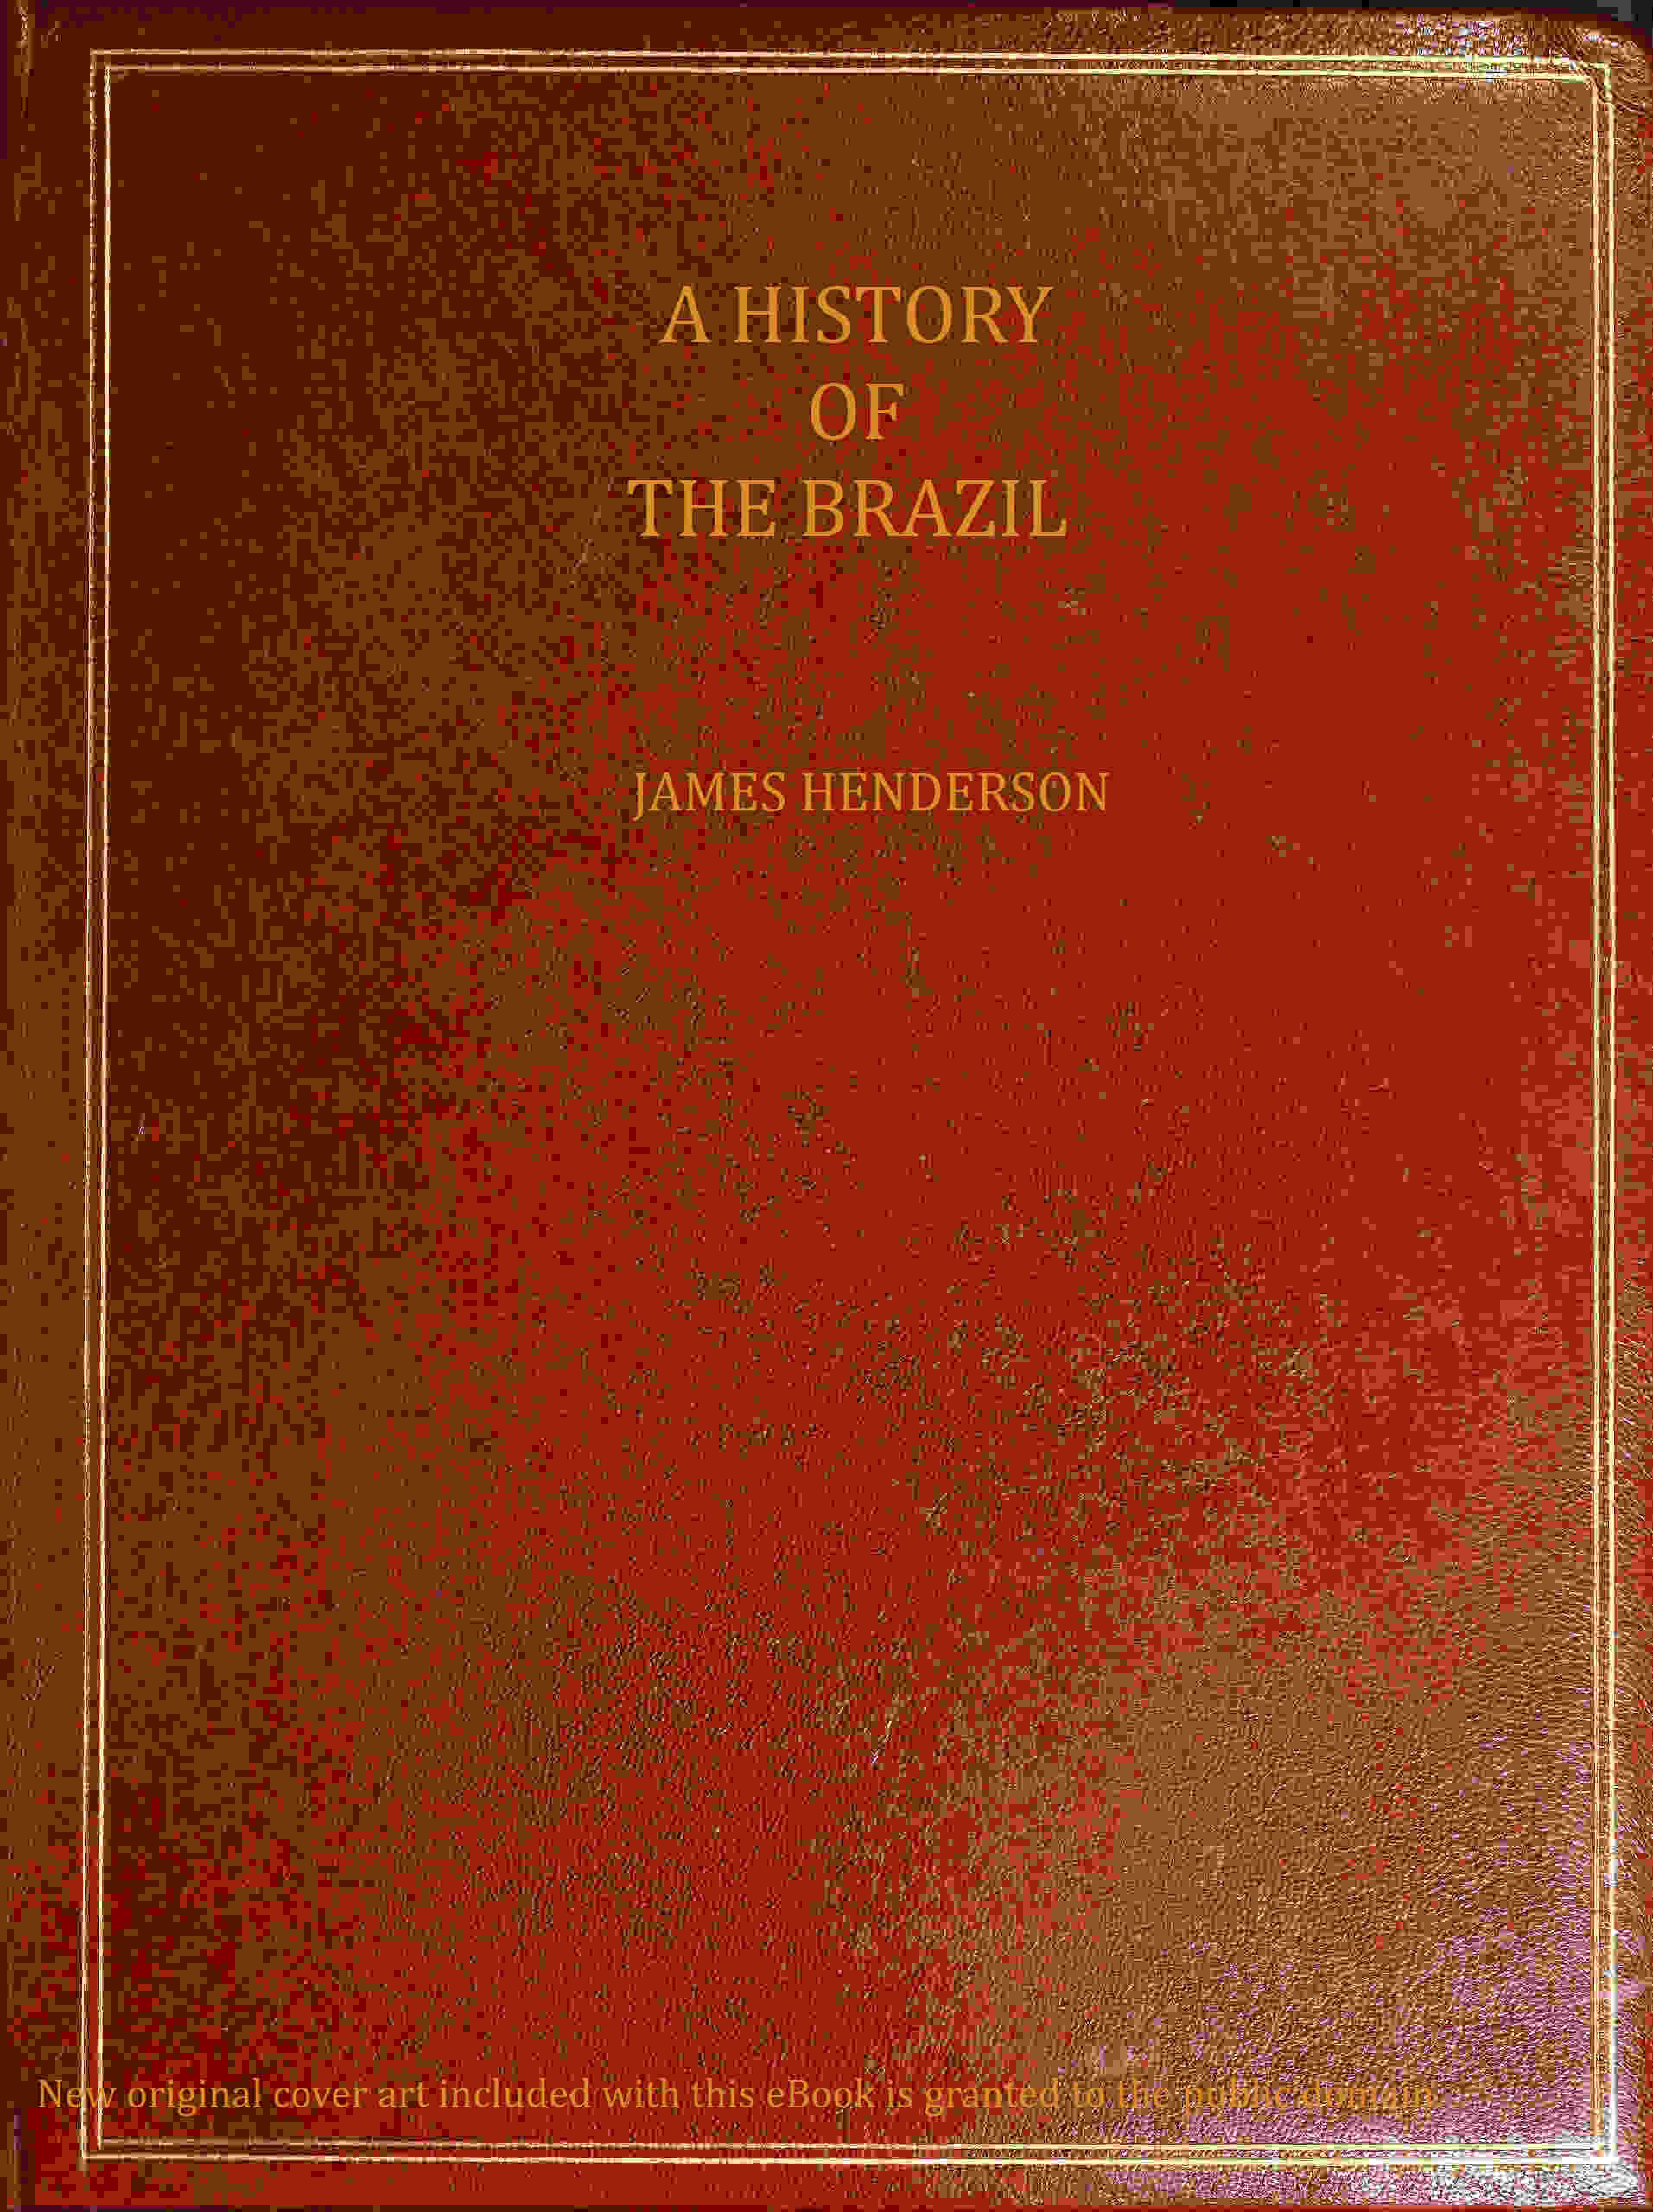 A HISTORY
OF
THE BRAZIL
JAMES HENDERSON
New original cover art included with this eBook is granted to the public domain.